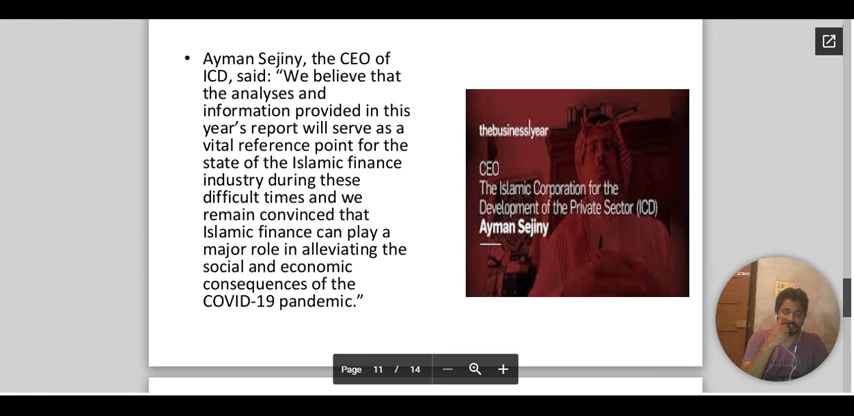 • Ayman Sejiny, the CEO of
ICD, said: “We believe that
the analyses and
information provided in this
year’s report will serve as a
vital reference point for the
state of the Islamic finance
industry during these
difficult times and we
remain convinced that
Islamic finance can play a
major role in alleviating the
social and economic
consequences of the
COVID-19 pandemic.”
thebusinessyear
CEO
The Islamic Corporation for the
Development of the Private Sector (ICD)
Ayman Sejiny
Page 11 / 14